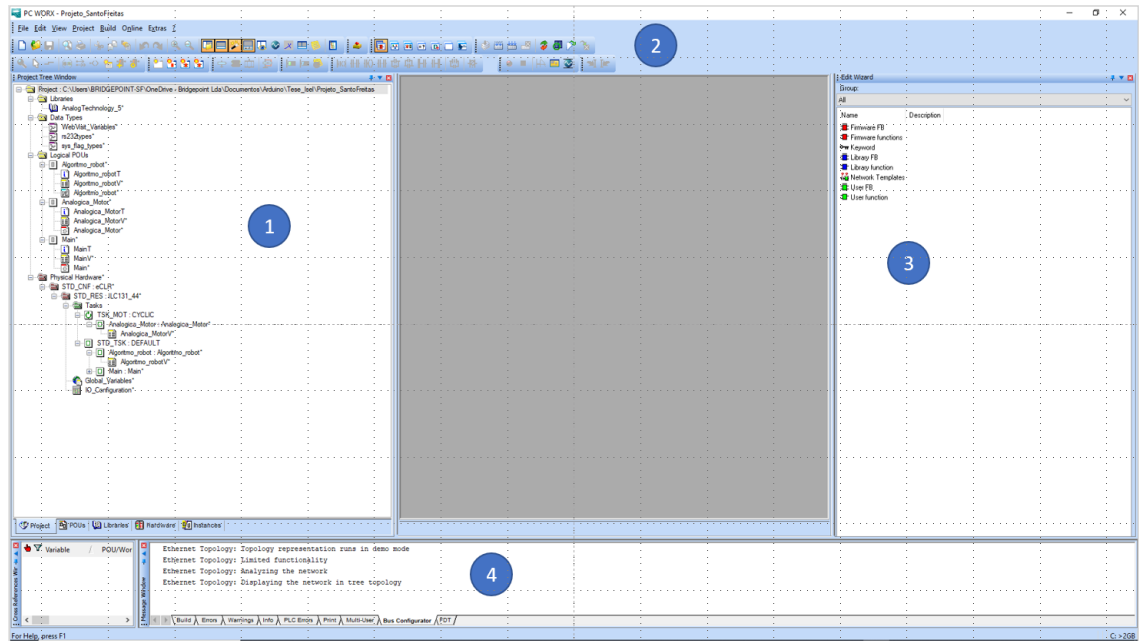 PC WORX - Projeto_SantoFreitas
File Edit View Project Build Online Extras ?
2
Project Tree Window
Project : C:\Users\BRIDGEPOINT-SF\OneDrive - Bridgepoint Lda\Documentos\Arduino\Tese_Isel\Projeto_SantoFreitas
Libraries
AnalogTechnology_5*
Data Types
WebVisit_Variables*
rs232types*
sys_flag_types*
Logical POUs
Algoritmo_robot*
Algoritmo_robotT
Algoritmo_robotV*
Algoritmo_robot*
Analogica_Motor*
Analogica_MotorT
Analogica_MotorV*
Analogica_Motor*
Main*
MainT
MainV*
Main*
Physical Hardware*
STD_CNF : eCLR*
STD_RES : ILC131_44*
Tasks
TSK_MOT : CYCLIC
Analogica_Motor : Analogica_Motor*
Analogica_MotorV*
STD_TSK : DEFAULT
Algoritmo_robot : Algoritmo_robot*
Algoritmo_robotV*
Main : Main*
Global_Variables*
IO_Configuration*
1
Project POUs Libraries Hardware Instances
Edit Wizard
Group:
All
Name Description
Firmware FB
Firmware functions
Keyword
Library FB
Library function
Network Templates
User FB
User function
3
Cross References Wir
Variable / POU/Wor
Message Window
Ethernet Topology: Topology representation runs in demo mode
Ethernet Topology: Limited functionality
Ethernet Topology: Analyzing the network
Ethernet Topology: Displaying the network in tree topology
4
Build Errors Warnings Info PLC Errors Print Multi-User Bus Configurator FDT
For Help, press F1
C: >2GB